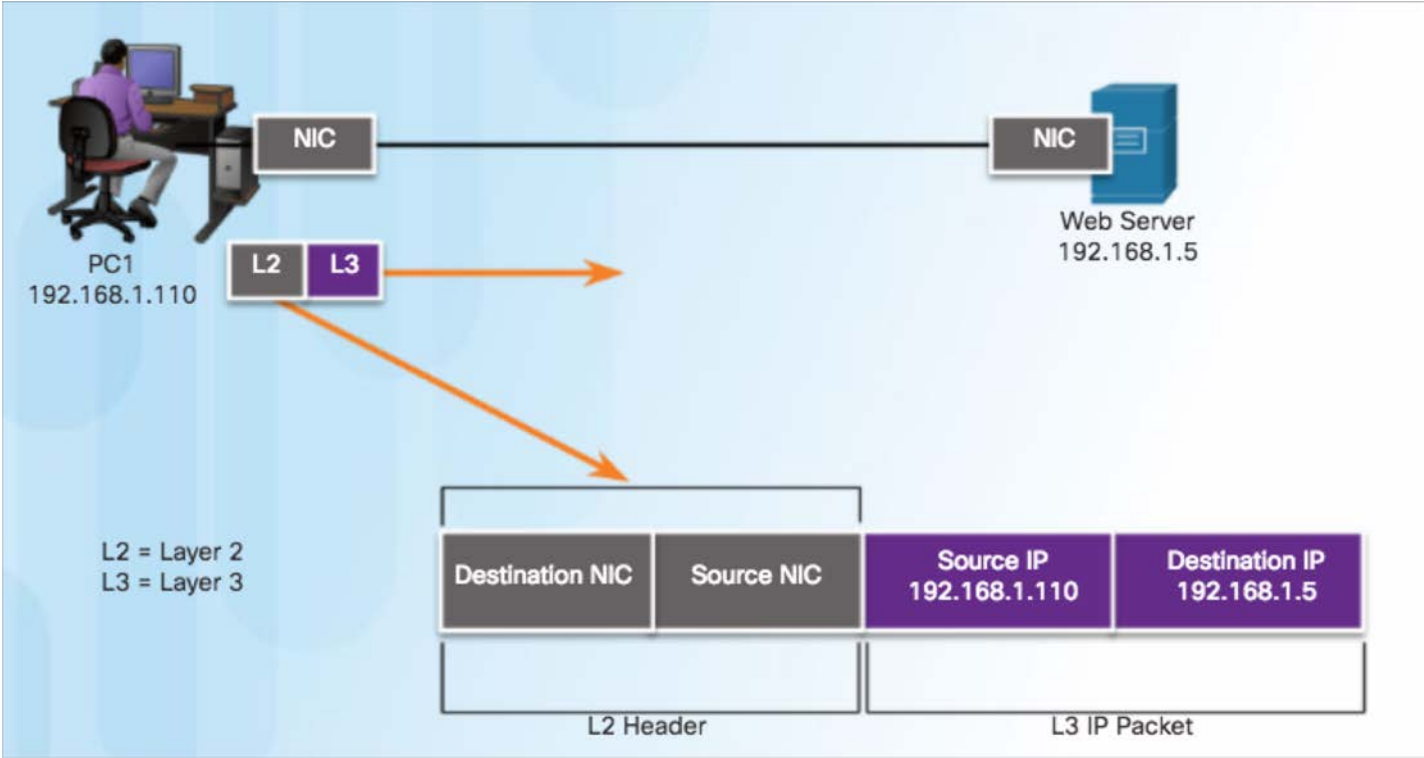 NIC
NIC
Web Server
192.168.1.5
PC1
192.168.1.110
L2
L3
L2 = Layer 2
L3 = Layer 3
Destination NIC
Source NIC
Source IP
192.168.1.110
Destination IP
192.168.1.5
L2 Header
L3 IP Packet